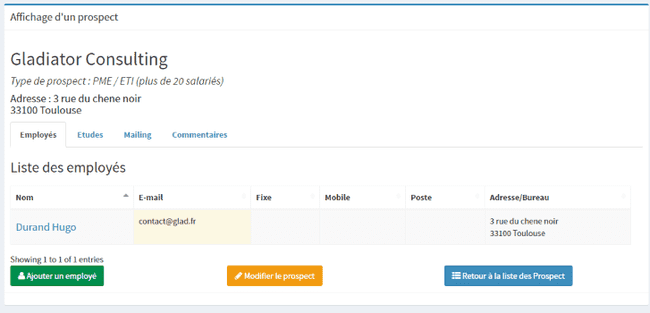 Affichage d'un prospect
Gladiator Consulting
Type de prospect : PME / ETI (plus de 20 salariés)
Adresse : 3 rue du chene noir
33100 Toulouse
Employés Etudes Mailing Commentaires
Liste des employés
Nom E-mail Fixe Mobile Poste Adresse/Bureau
Durand Hugo contact@glad.fr 3 rue du chene noir
33100 Toulouse
Showing 1 to 1 of 1 entries
Ajouter un employé Modifier le prospect Retour à la liste des Prospect